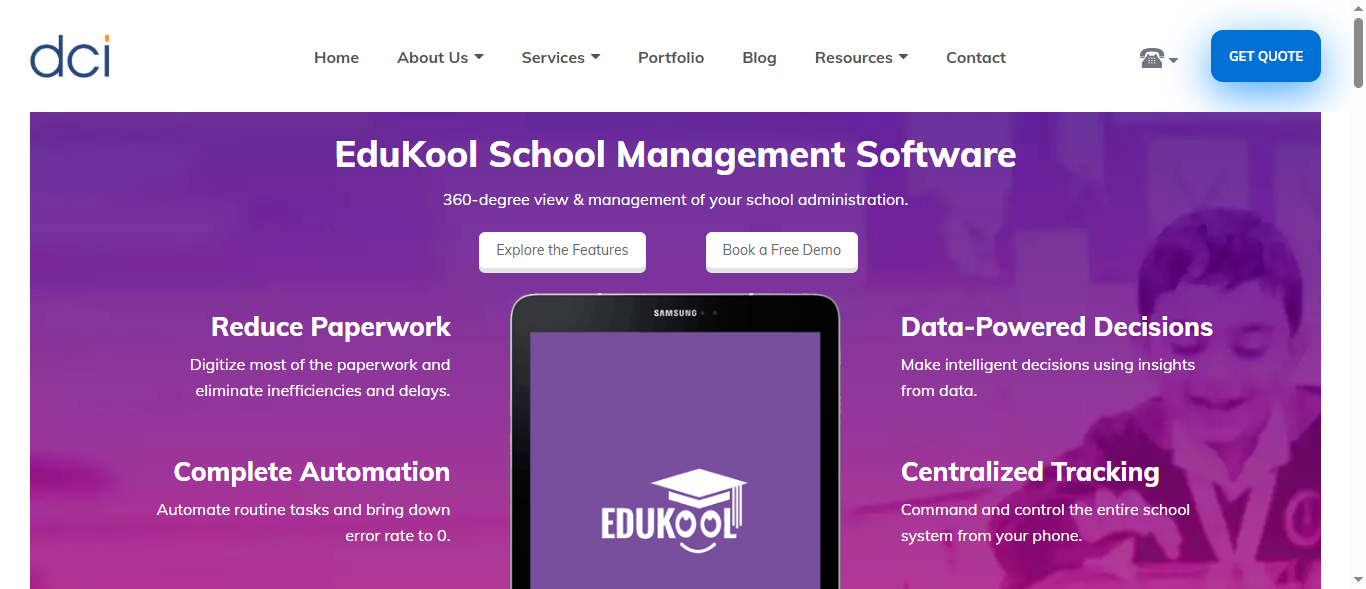 dci
Home
About Us
Services
Portfolio
Blog
Resources
Contact
GET QUOTE
EduKool School Management Software
360-degree view & management of your school administration.
Explore the Features
Book a Free Demo
Reduce Paperwork
Digitize most of the paperwork and
eliminate inefficiencies and delays.
Complete Automation
Automate routine tasks and bring down
error rate to 0.
SAMSUNG
EDUKOOL
Data-Powered Decisions
Make intelligent decisions using insights
from data.
Centralized Tracking
Command and control the entire school
system from your phone.